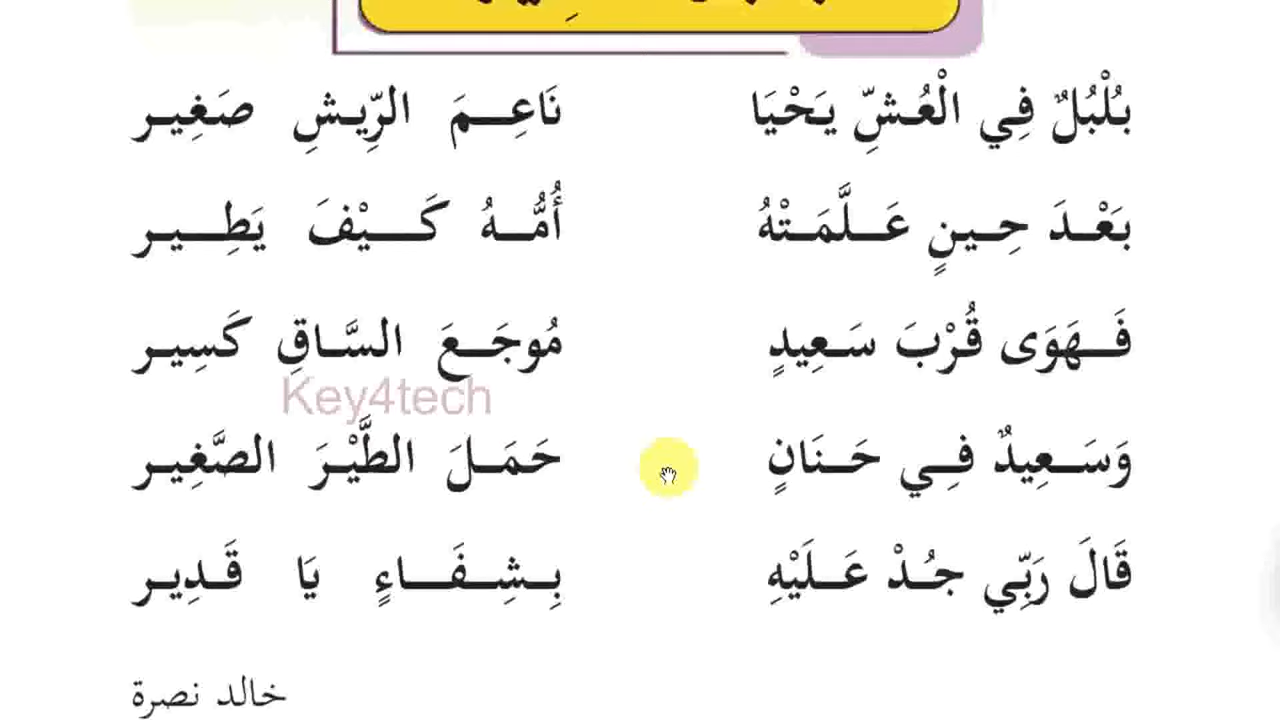 بُلْبُلٌ فِي الْعُشِّ يَحْيَا نَاعِمَ الرِّيشِ صَغِير
بَعْدَ حِينٍ عَلَّمَتْهُ أُمُّهُ كَيْفَ يَطِير
فَهَوَى قُرْبَ سَعِيدٍ مُوجَعَ السَّاقِ كَسِير
Key4tech
وَسَعِيدٌ فِي حَنَانٍ حَمَلَ الطَّيْرَ الصَّغِير
قَالَ رَبِّي جُدْ عَلَيْهِ بِشِفَاءٍ يَا قَدِير
خالد نصرة